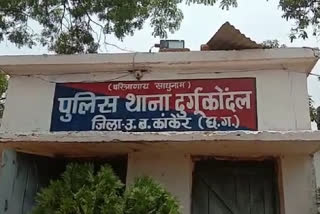 (परित्राणाय साधुनाम)
पुलिस थाना दुर्गकोंदल
जिला-उ.ब.कांकेर (छ.ग.)